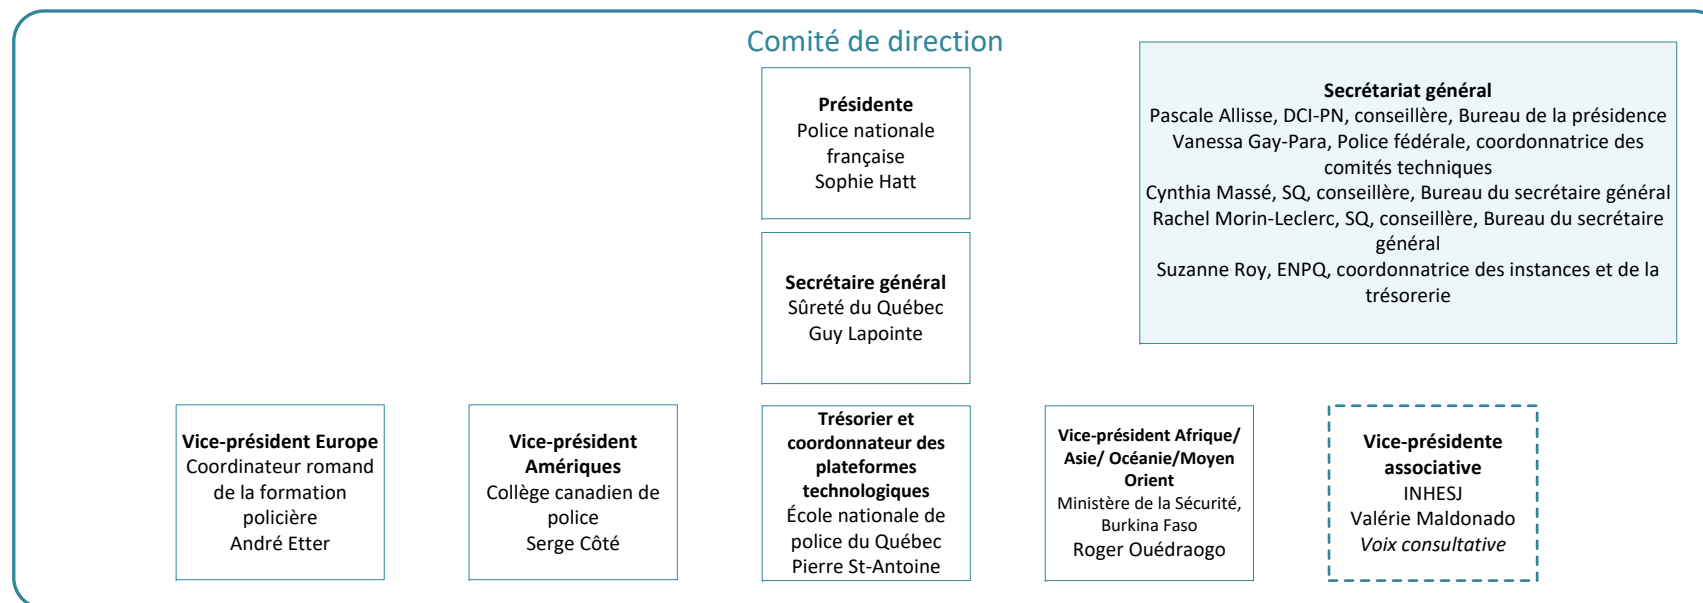 Comité de direction
Présidente
Police nationale
française
Sophie Hatt
Secrétariat général
Pascale Allisse, DCI-PN, conseillère, Bureau de la présidence
Vanessa Gay-Para, Police fédérale, coordonnatrice des
comités techniques
Cynthia Massé, SQ, conseillère, Bureau du secrétaire général
Rachel Morin-Leclerc, SQ, conseillère, Bureau du secrétaire
général
Suzanne Roy, ENPQ, coordonnatrice des instances et de la
trésorerie
Secrétaire général
Sûreté du Québec
Guy Lapointe
Vice-président Europe
Coordinateur romand
de la formation
policière
André Etter
Vice-président
Amériques
Collège canadien de
police
Serge Côté
Trésorier et
coordonnateur des
plateformes
technologiques
École nationale de
police du Québec
Pierre St-Antoine
Vice-président Afrique/
Asie/ Océanie/Moyen
Orient
Ministère de la Sécurité,
Burkina Faso
Roger Ouédraogo
Vice-présidente
associative
INHESJ
Valérie Maldonado
Voix consultative